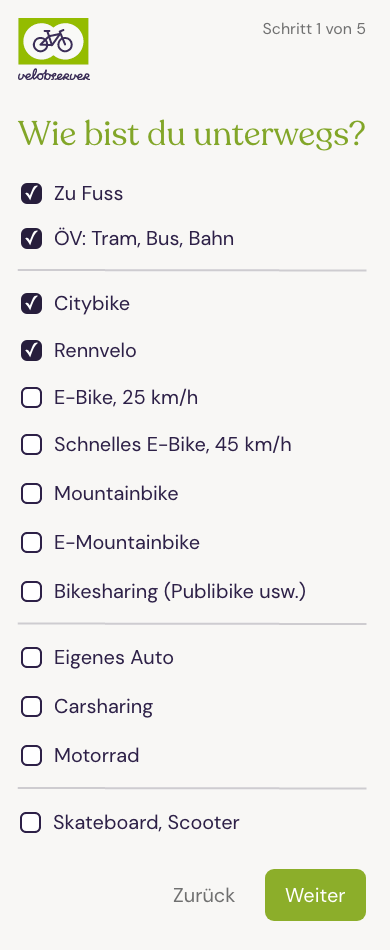 velobserver
Schritt 1 von 5
Wie bist du unterwegs?
Zu Fuss
ÖV: Tram, Bus, Bahn
Citybike
Rennvelo
E-Bike, 25 km/h
Schnelles E-Bike, 45 km/h
Mountainbike
E-Mountainbike
Bikesharing (Publibike usw.)
Eigenes Auto
Carsharing
Motorrad
Skateboard, Scooter
Zurück
Weiter